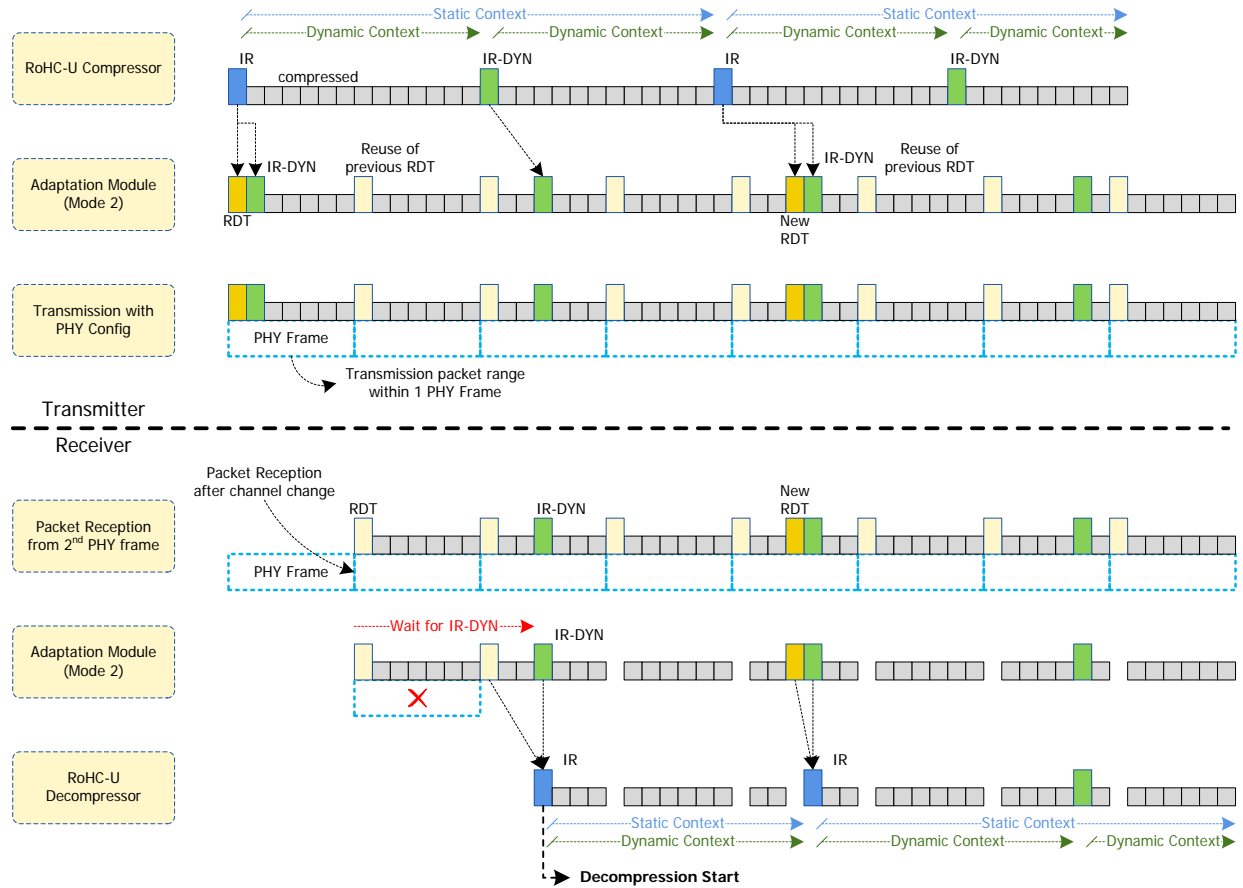 Static Context
Static Context
Dynamic Context
Dynamic Context
Dynamic Context
RoHC-U Compressor
IR
compressed
IR-DYN
IR
IR-DYN
Adaptation Module
(Mode 2)
IR-DYN
Reuse of
previous RDT
IR-DYN
Reuse of
previous RDT
RDT
New
RDT
Transmission with
PHY Config
PHY Frame
Transmission packet range
within 1 PHY Frame
Transmitter
Receiver
Packet Reception
after channel change
Packet Reception
from 2nd PHY frame
RDT
IR-DYN
New
RDT
PHY Frame
Adaptation Module
(Mode 2)
Wait for IR-DYN
IR-DYN
RoHC-U
Decompressor
IR
IR
Static Context
Static Context
Dynamic Context
Dynamic Context
Dynamic Context
Decompression Start